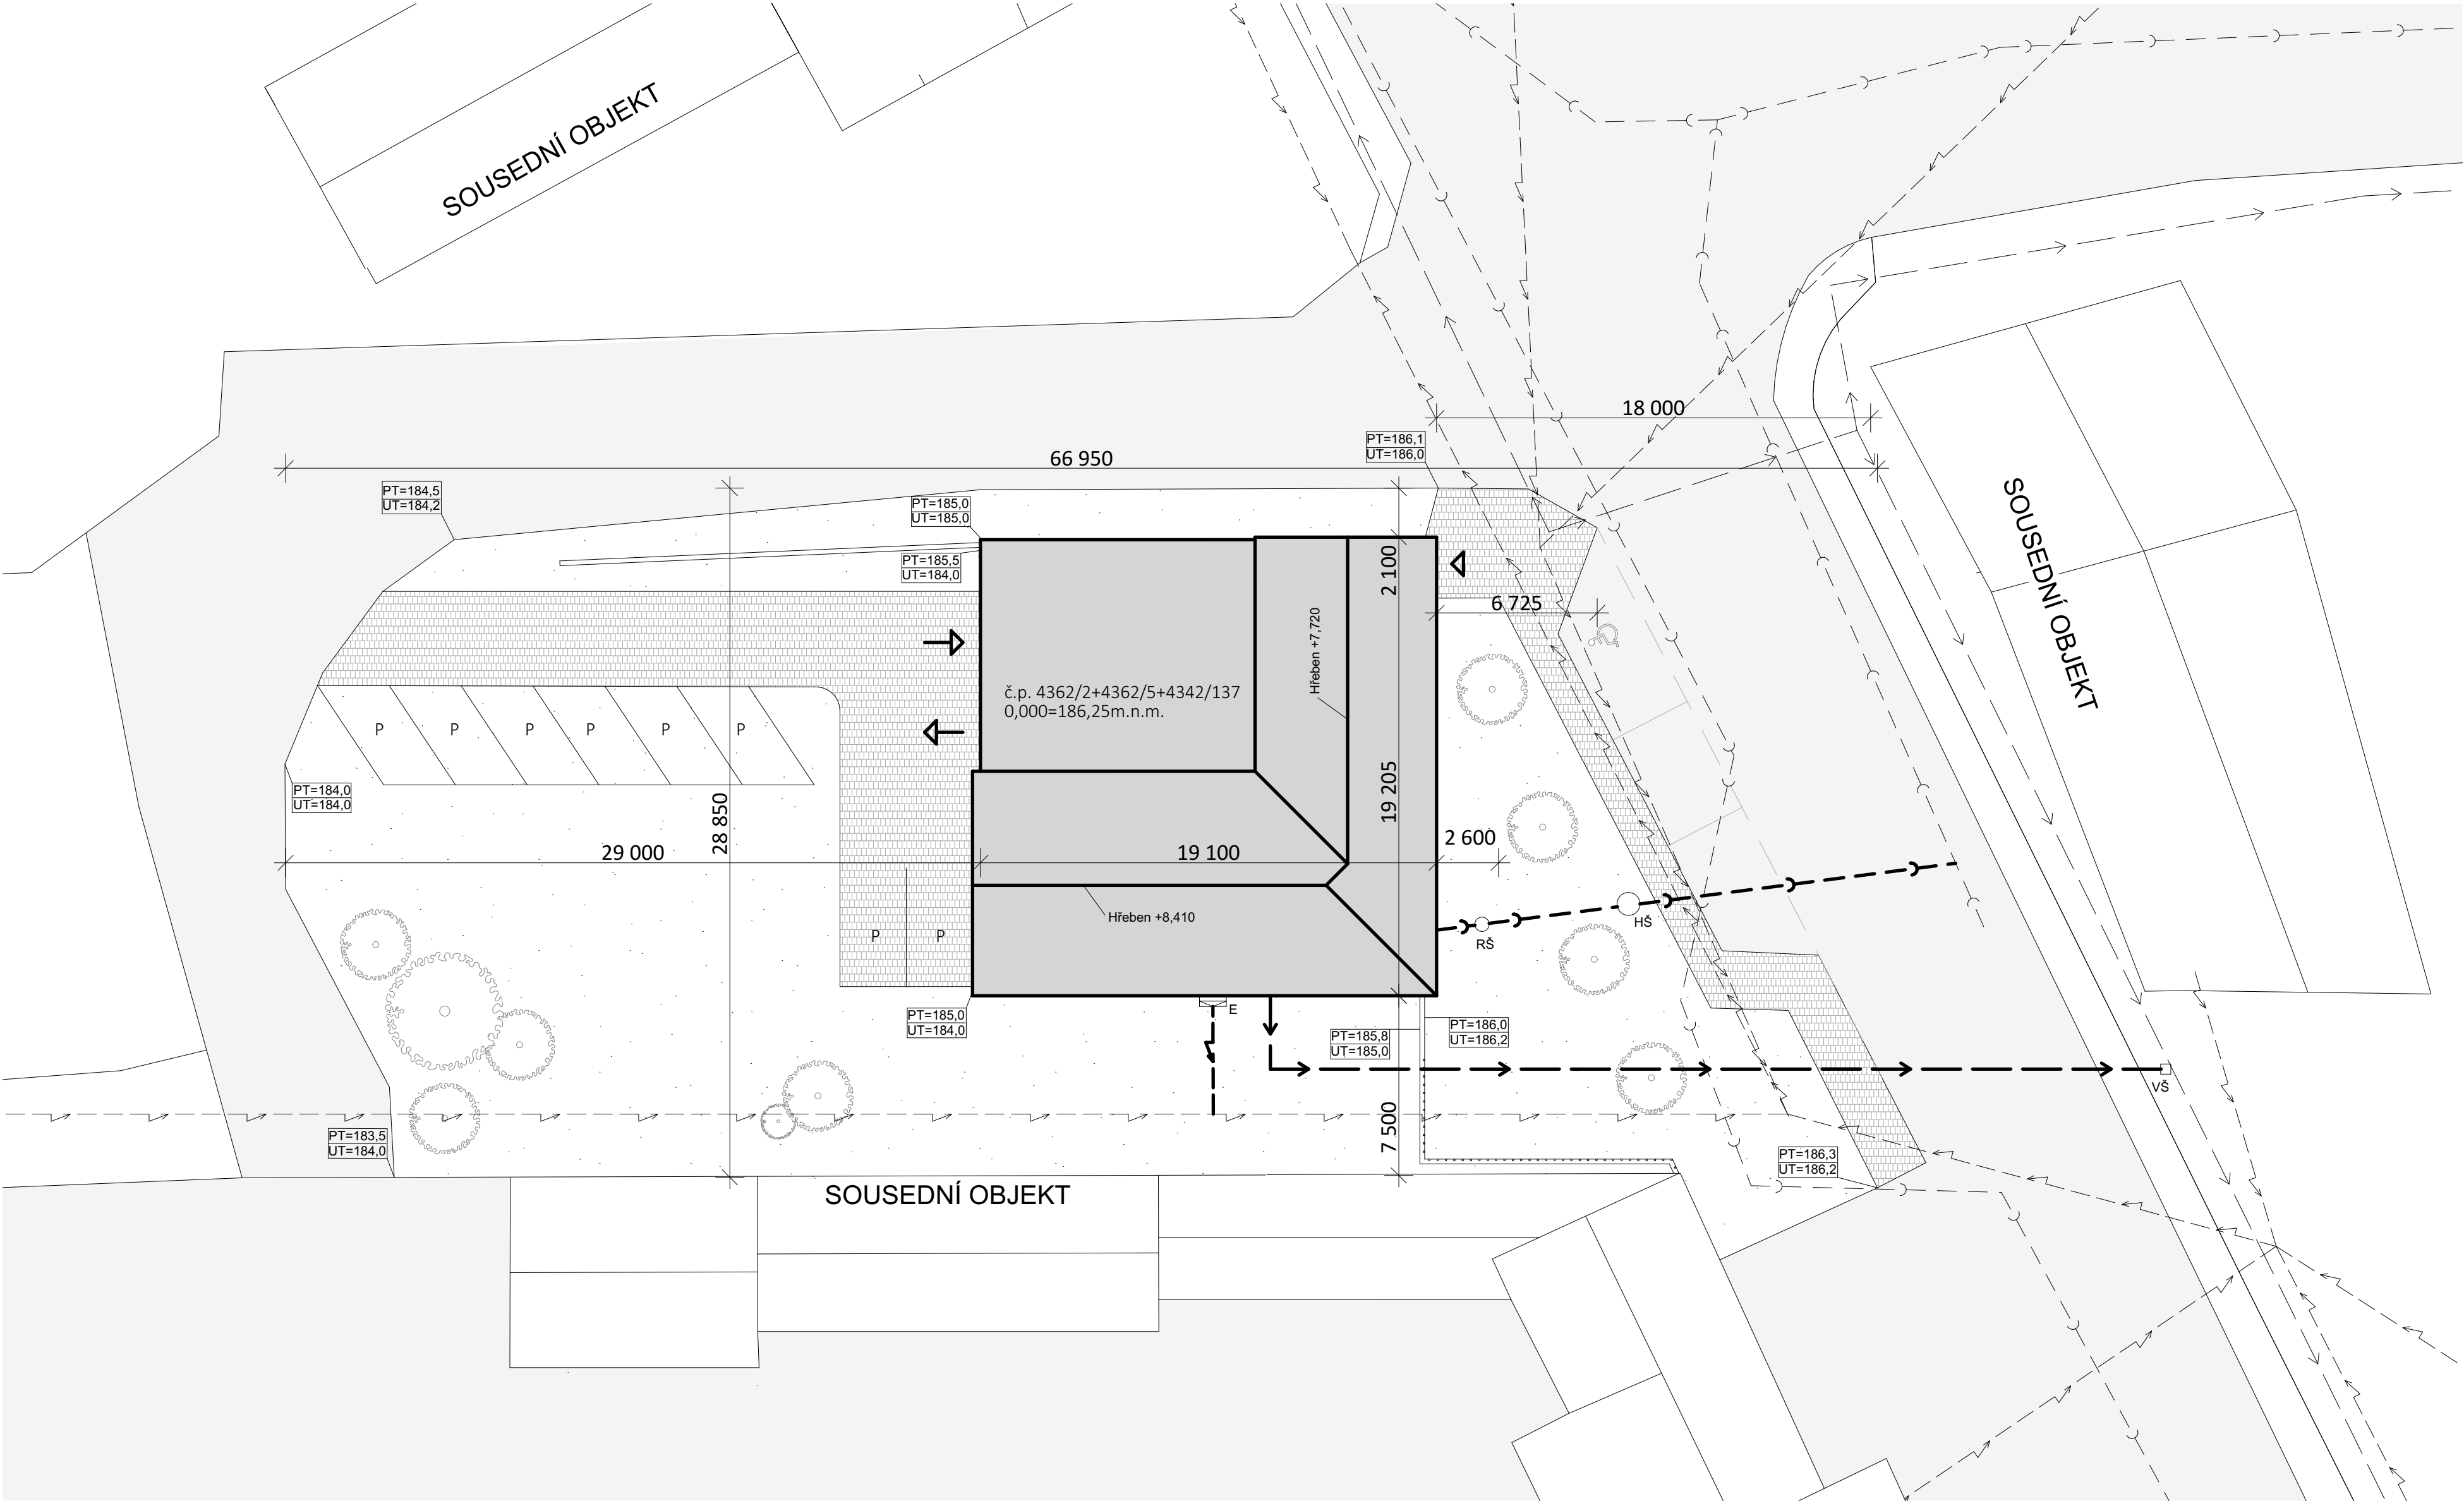 SOUSEDNÍ OBJEKT
18 000
PT=186,1
UT=186,0
66 950
PT=184,5
UT=184,2
PT=185,0
UT=185,0
SOUSEDNÍ OBJEKT
PT=185,5
UT=184,0
2 100
6 725
Hřeben +7,720
č.p. 4362/2+4362/5+4342/137
0,000=186,25m.n.m.
P
P
P
P
P
P
PT=184,0
UT=184,0
28 850
19 205
29 000
19 100
2 600
Hřeben +8,410
P
P
RŠ
HŠ
PT=185,0
UT=184,0
E
PT=185,8
UT=185,0
PT=186,0
UT=186,2
VŠ
7 500
PT=183,5
UT=184,0
PT=186,3
UT=186,2
SOUSEDNÍ OBJEKT